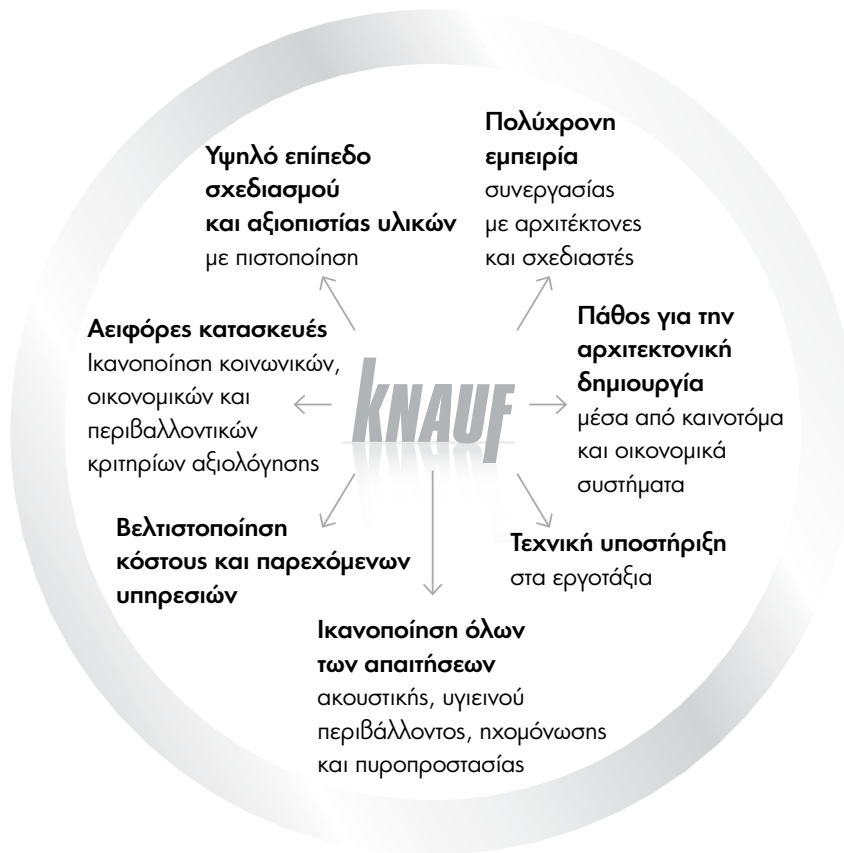 Πολύχρονη
εμπειρία
συνεργασίας
με αρχιτέκτονες
και σχεδιαστές
Υψηλό επίπεδο
σχεδιασμού
και αξιοπιστίας υλικών
με πιστοποίηση
Πάθος για την
αρχιτεκτονική
δημιουργία
μέσα από καινοτόμα
και οικονομικά
συστήματα
Αειφόρες κατασκευές
Ικανοποίηση κοινωνικών,
οικονομικών και
περιβαλλοντικών
κριτηρίων αξιολόγησης
KNAUF
Βελτιστοποίηση
κόστους και παρεχόμενων
υπηρεσιών
Τεχνική υποστήριξη
στα εργοτάξια
Ικανοποίηση όλων
των απαιτήσεων
ακουστικής, υγιεινού
περιβάλλοντος, ηχομόνωσης
και πυροπροστασίας